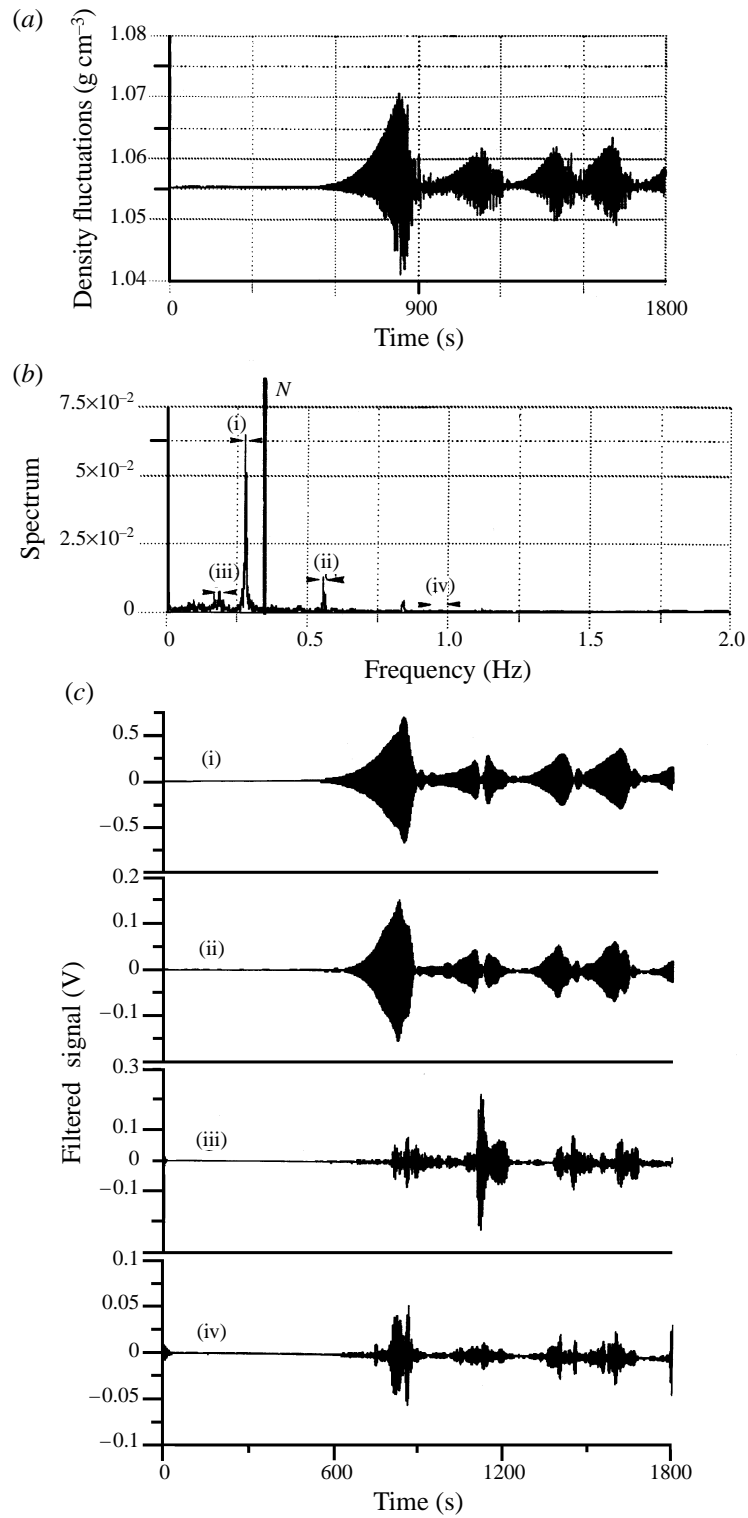 (a)
Density fluctuations (g cm⁻³)
1.08
1.07
1.06
1.05
1.04
0 900 1800
Time (s)
(b)
Spectrum
7.5×10⁻²
5×10⁻²
2.5×10⁻²
0
N
(i)
(ii)
(iii)
(iv)
0 0.5 1.0 1.5 2.0
Frequency (Hz)
(c)
Filtered signal (V)
0.5
0
−0.5
(i)
0.2
0.2
0.1
0
−0.1
(ii)
0.3
0.1
0
−0.1
(iii)
0.1
0.05
0
−0.05
−0.1
(iv)
0 600 1200 1800
Time (s)